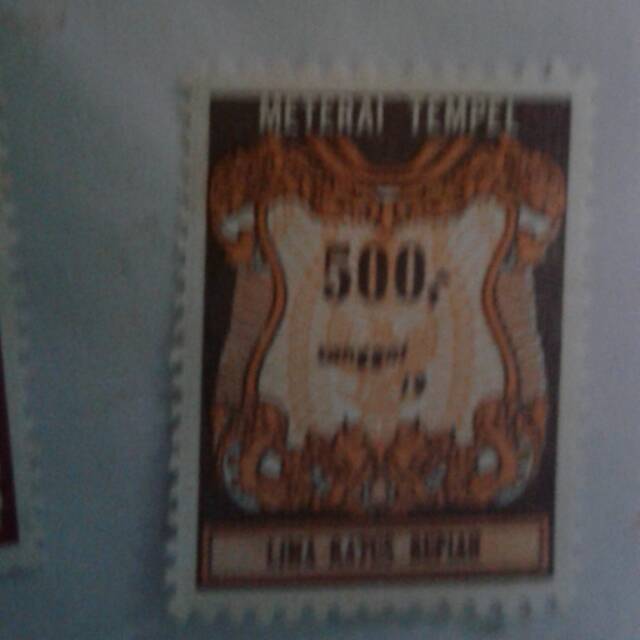 METERAI TEMPEL
500,-
tanggal
19
LIMA RATUS RUPIAH